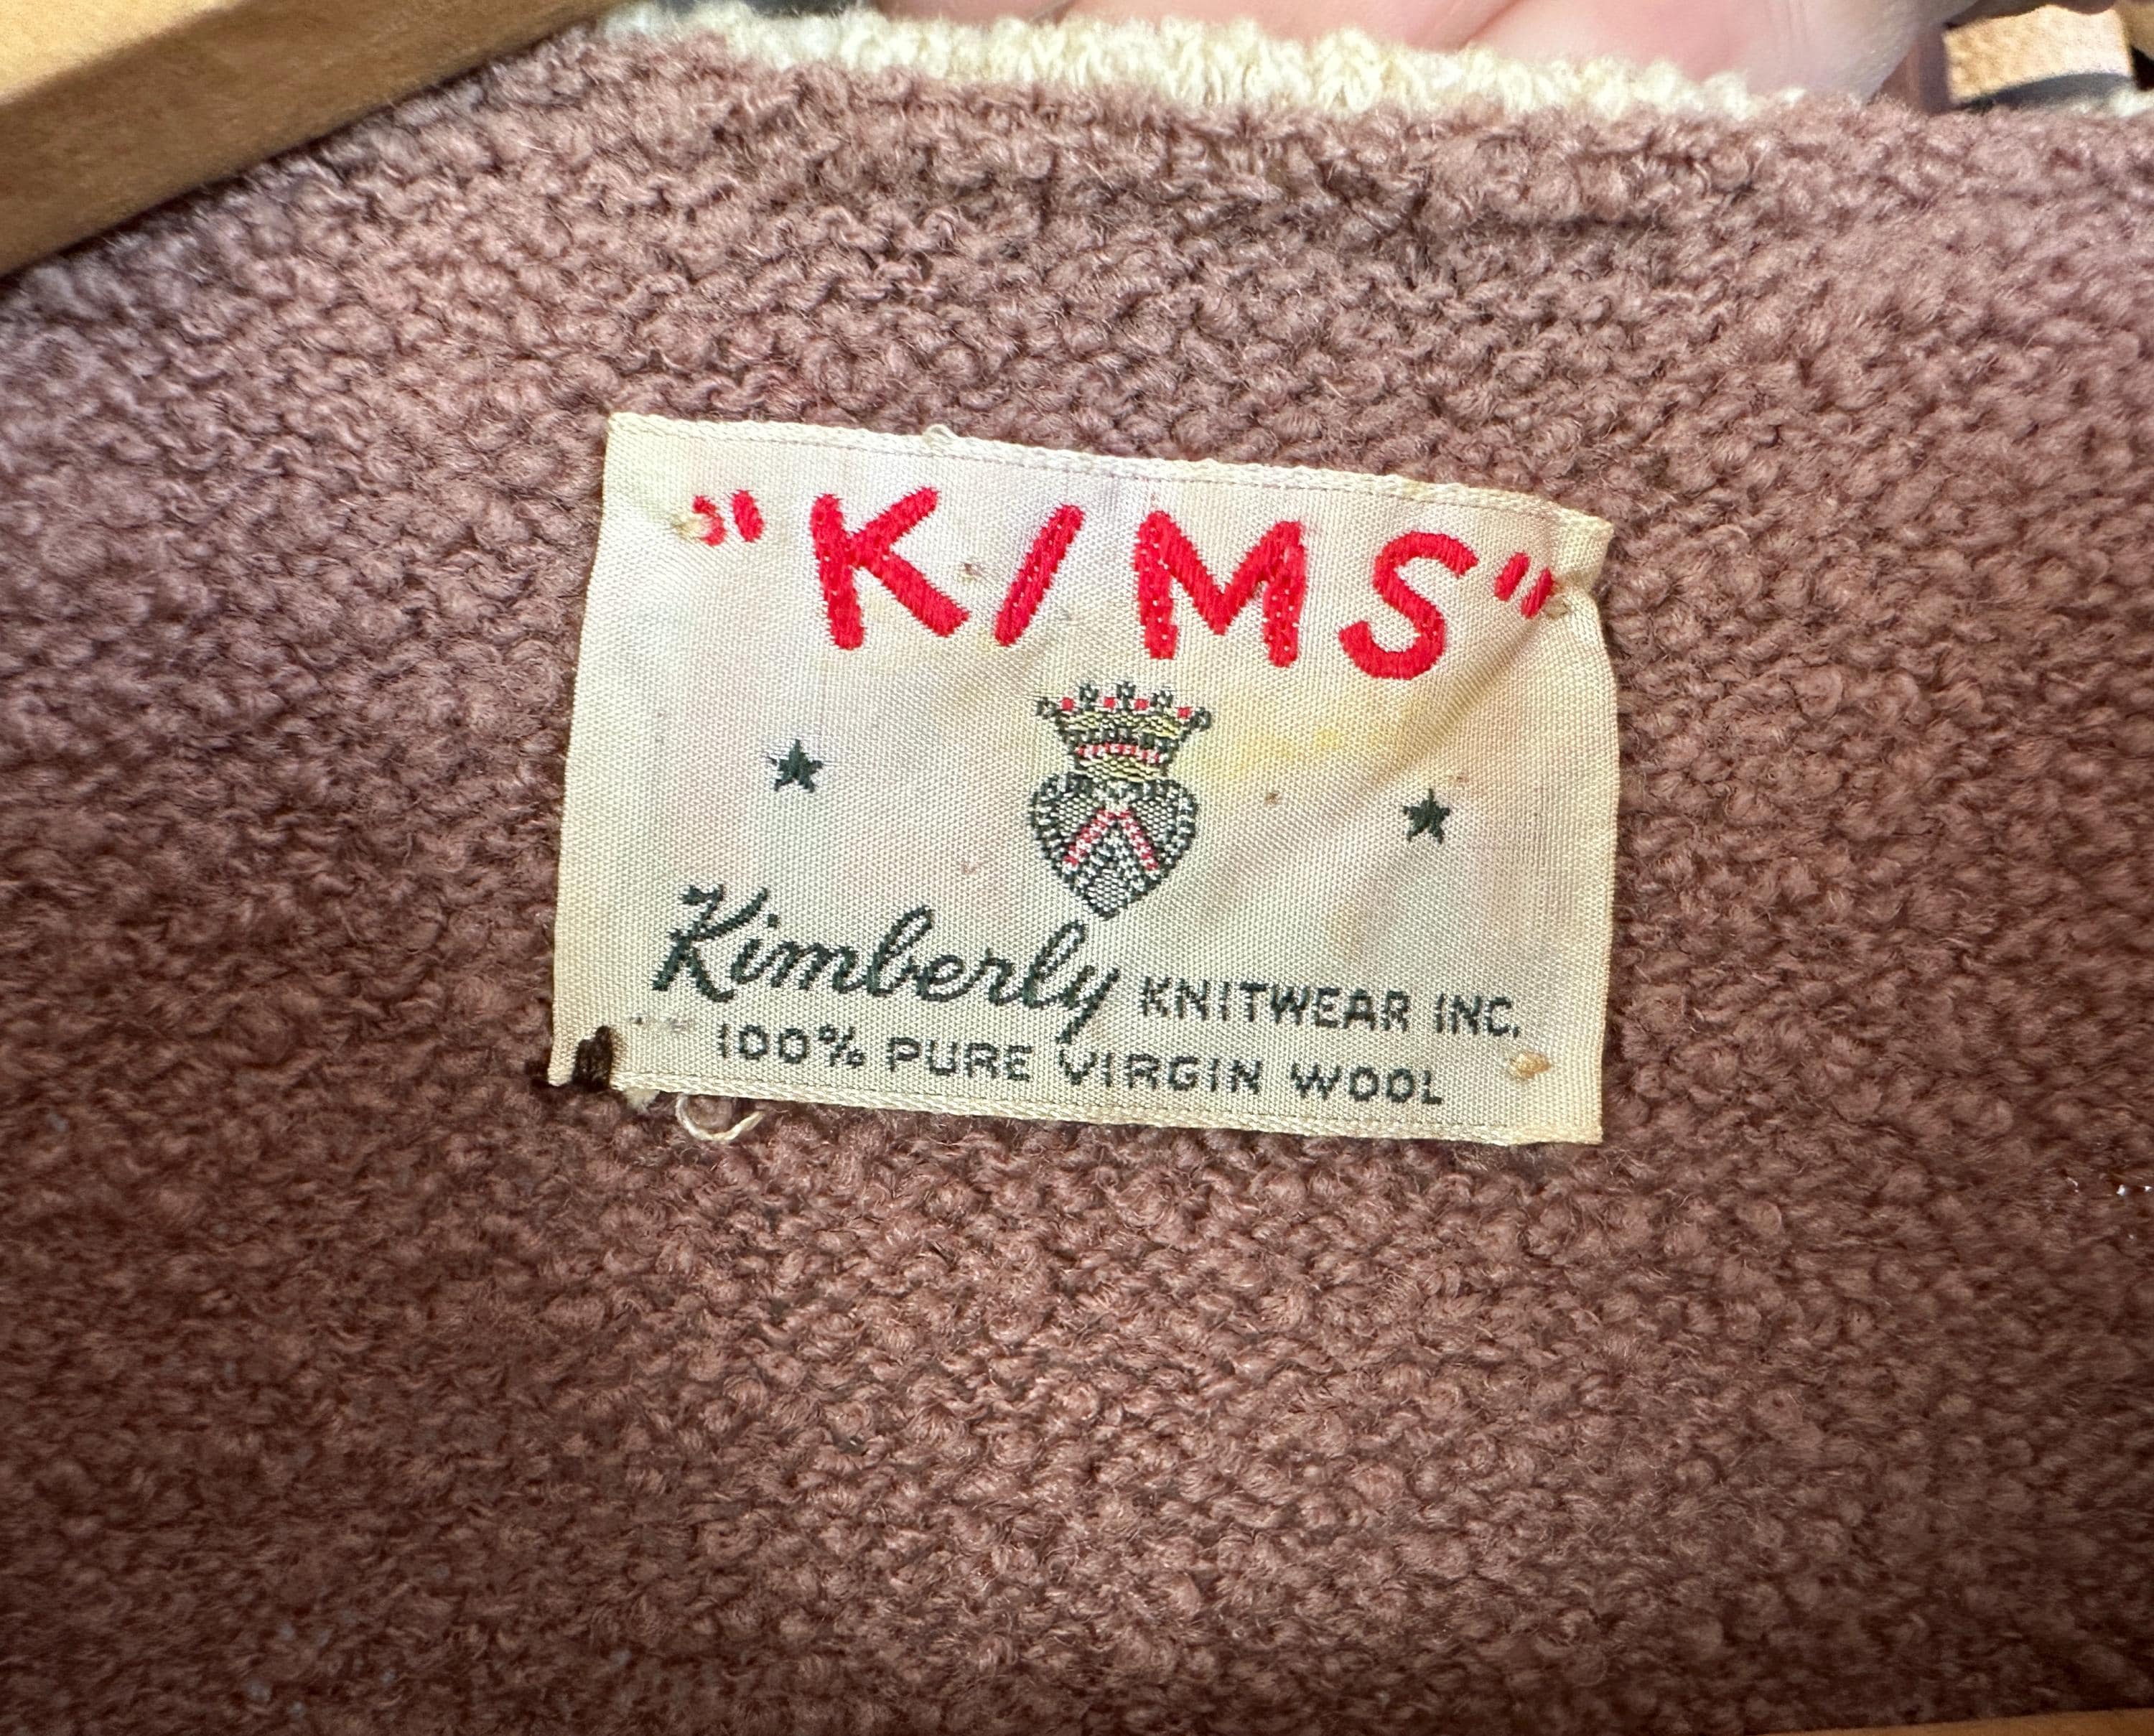 "KIMS"
Kimberly KNITWEAR INC.
100% PURE VIRGIN WOOL